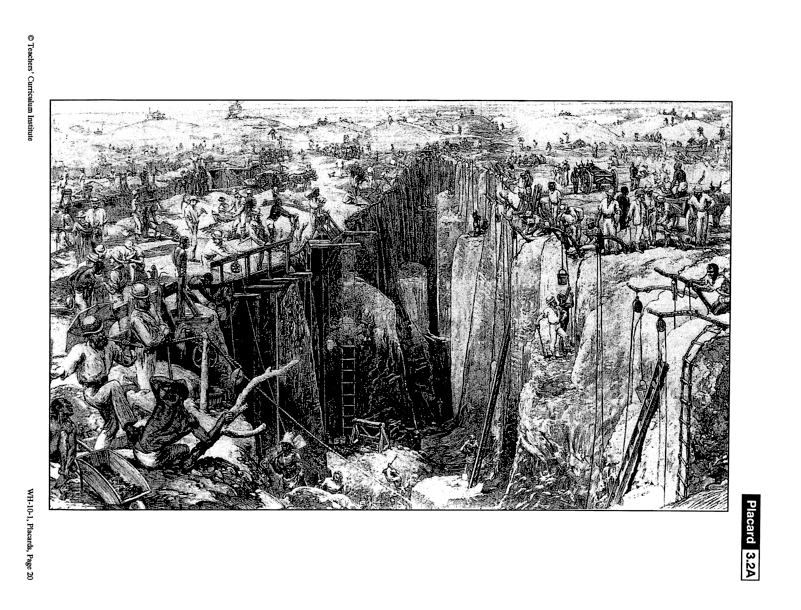 Placard 3.2A
© Teachers' Curriculum Institute
WH-10-1, Placards, Page 20